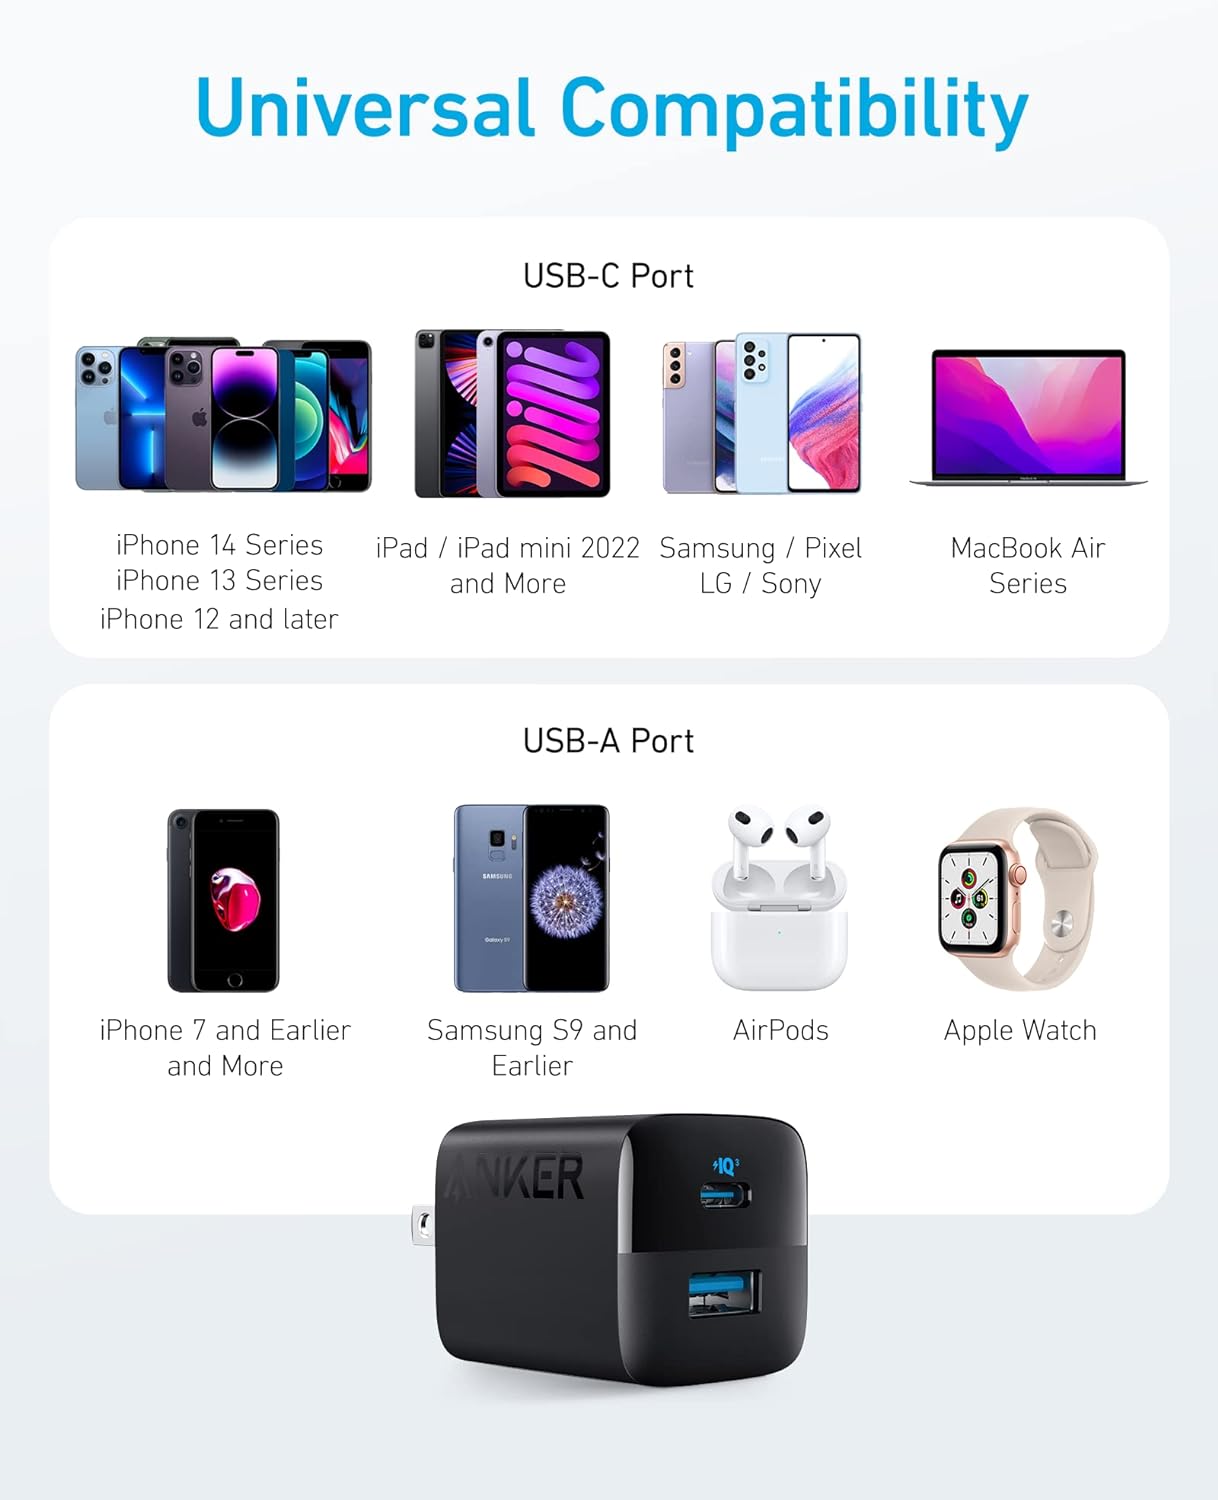 Universal Compatibility
USB-C Port
iPhone 14 Series
iPhone 13 Series
iPhone 12 and later
iPad / iPad mini 2022
and More
Samsung / Pixel
LG / Sony
MacBook Air
Series
USB-A Port
SAMSUNG
Galaxy S9
iPhone 7 and Earlier
and More
Samsung S9 and
Earlier
AirPods
Apple Watch
ANKER
IQ3